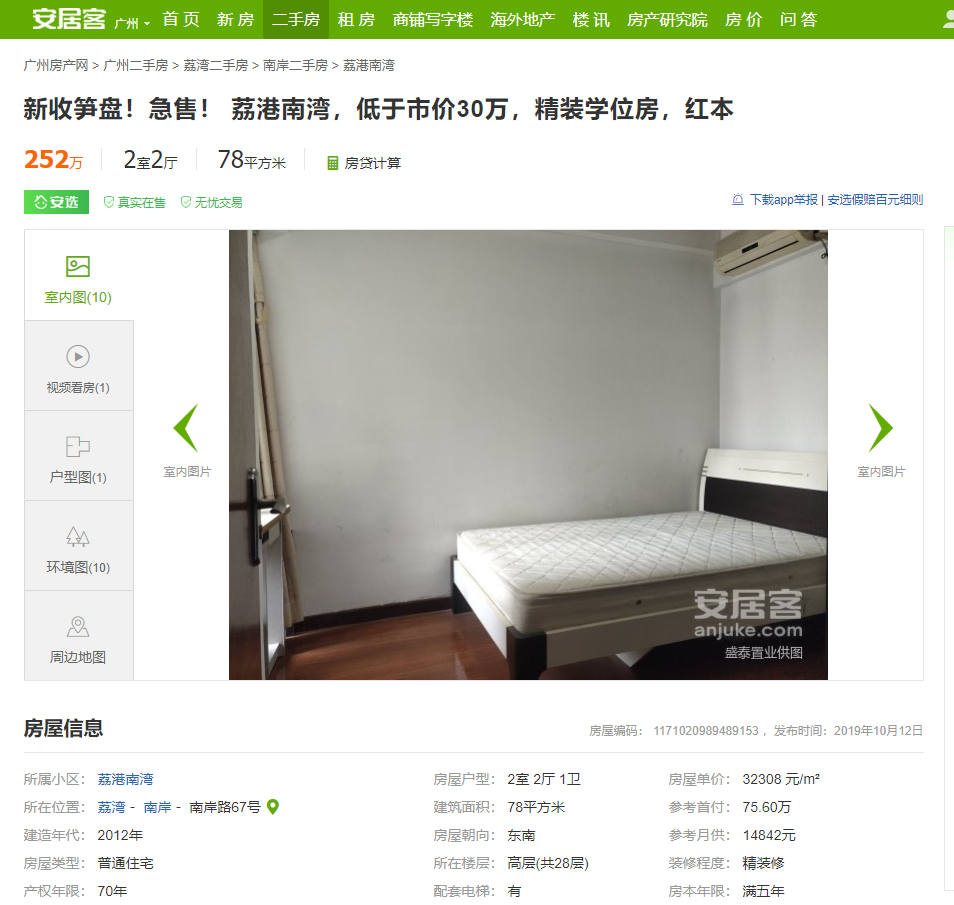 安居客 广州 首 页 新 房 二手房 租 房 商铺写字楼 海外地产 楼 讯 房产研究院 房 价 问 答
广州房产网 > 广州二手房 > 荔湾二手房 > 南岸二手房 > 荔港南湾
新收笋盘！急售！ 荔港南湾，低于市价30万，精装学位房，红本
252万 2室2厅 78平方米 房贷计算
安选 真实在售 无忧交易 下载app举报 | 安选假赔百元细则
室内图(10)
视频看房(1)
户型图(1)
环境图(10)
周边地图
室内图片
室内图片
安居客
anjuke.com
盛泰置业供图
房屋信息 房屋编码： 1171020989489153 ，发布时间：2019年10月12日
所属小区： 荔港南湾 房屋户型： 2室 2厅 1卫 房屋单价： 32308 元/m²
所在位置： 荔湾 - 南岸 - 南岸路67号 建筑面积： 78平方米 参考首付： 75.60万
建造年代： 2012年 房屋朝向： 东南 参考月供： 14842元
房屋类型： 普通住宅 所在楼层： 高层(共28层) 装修程度： 精装修
产权年限： 70年 配套电梯： 有 房本年限： 满五年